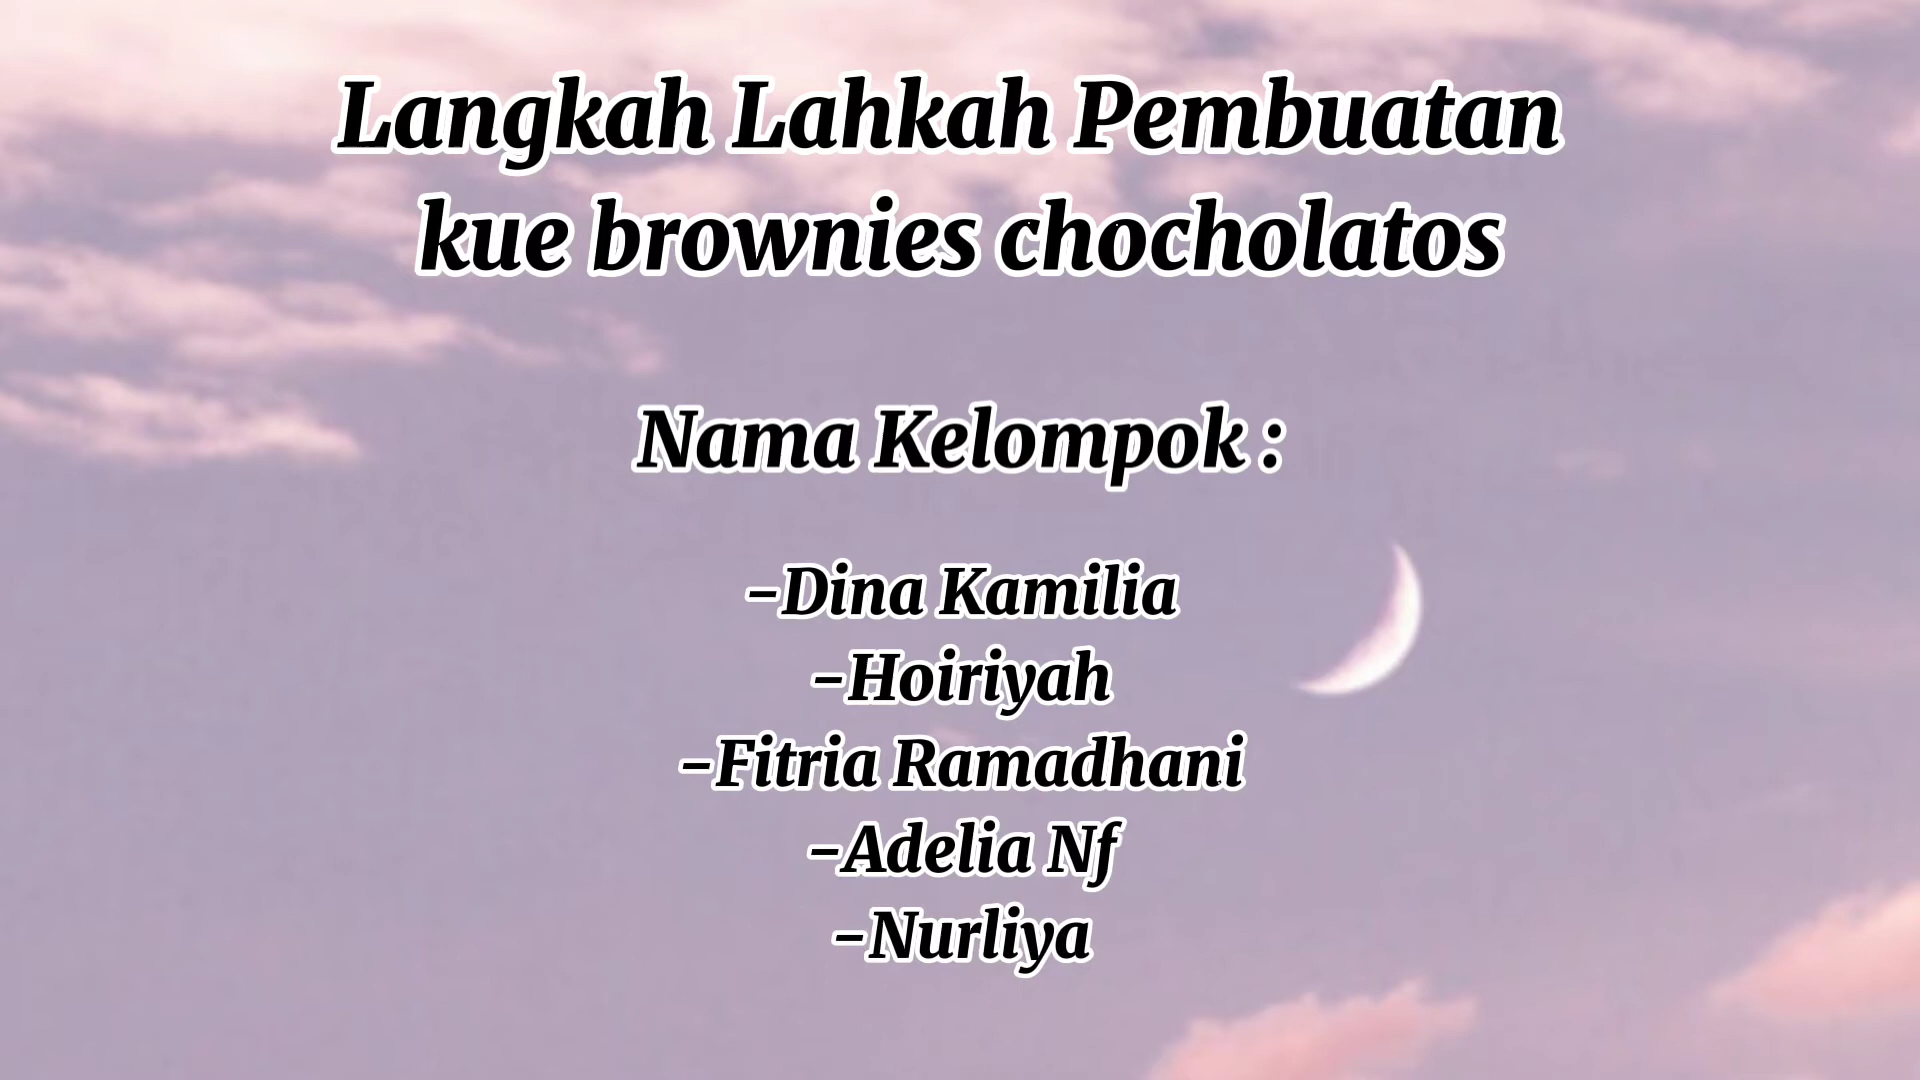 Langkah Lahkah Pembuatan
kue brownies chocholatos
Nama Kelompok :
-Dina Kamilia
-Hoiriyah
-Fitria Ramadhani
-Adelia Nf
-Nurliya